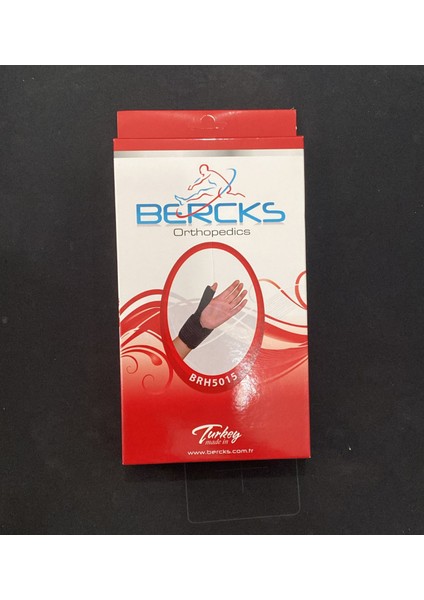 BERCKS
Orthopedics
BRH5015
Turkey
made in
www.bercks.com.tr